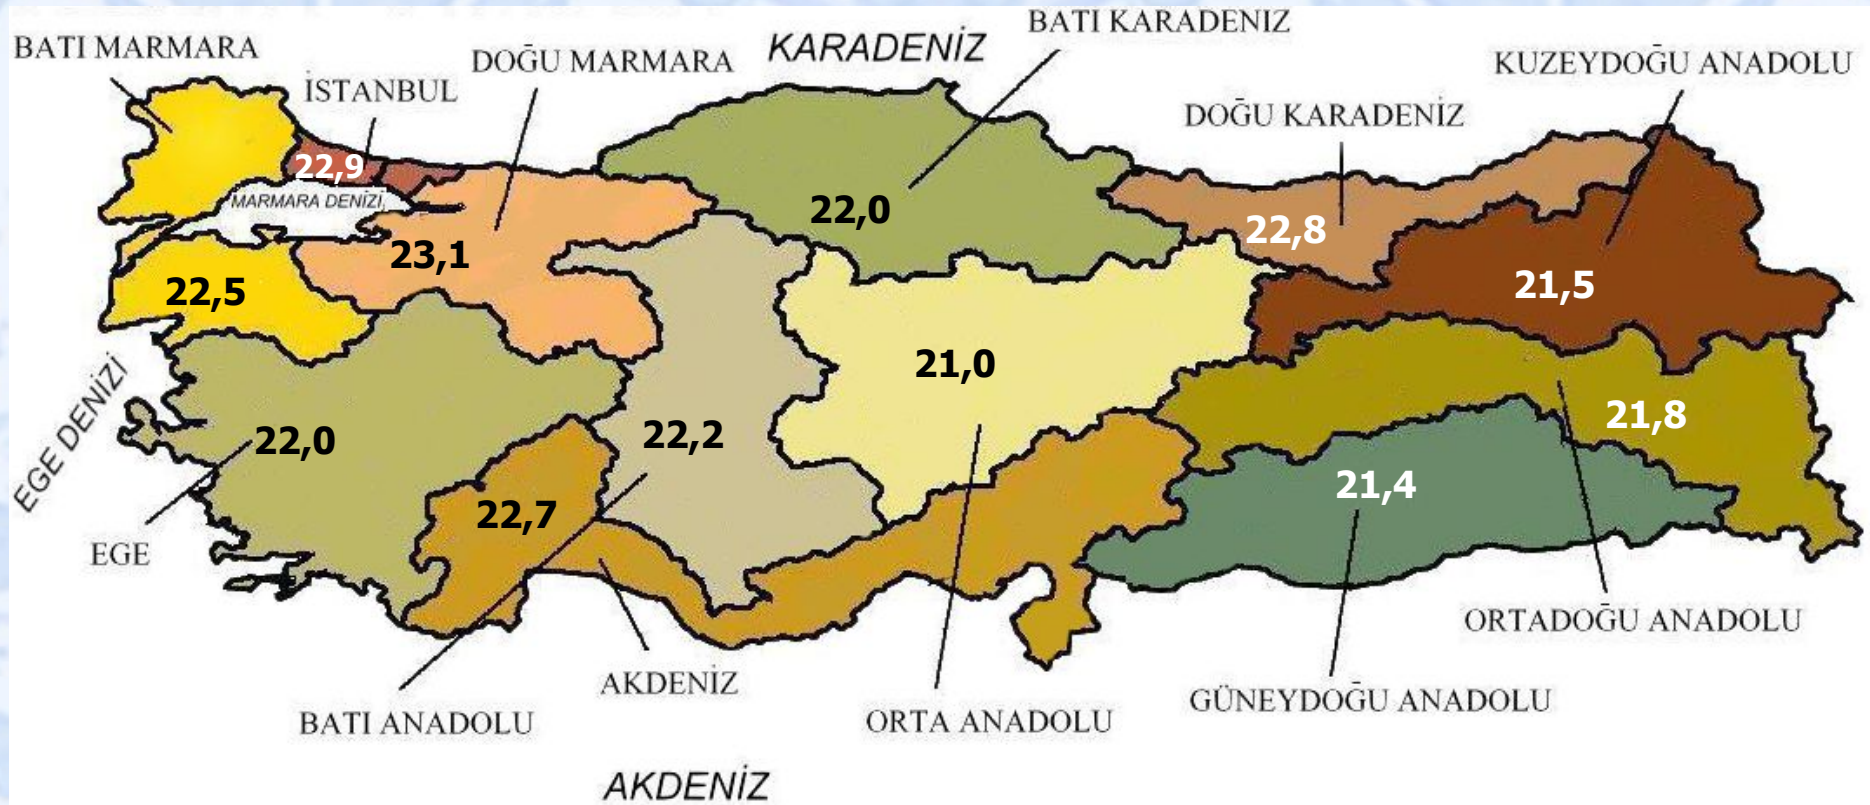 BATI KARADENIZ
BATI MARMARA
DOĞU MARMARA
KARADENİZ
KUZEYDOĞU ANADOLU
İSTANBUL
DOĞU KARADENİZ
22,9
MARMARA DENİZİ
22,0
22,8
23,1
22,5
21,5
21,0
EGE DENİZİ
22,0
22,2
21,8
22,7
21,4
EGE
ORTADOĞU ANADOLU
AKDENİZ
GÜNEYDOĞU ANADOLU
BATI ANADOLU
ORTA ANADOLU
AKDENİZ